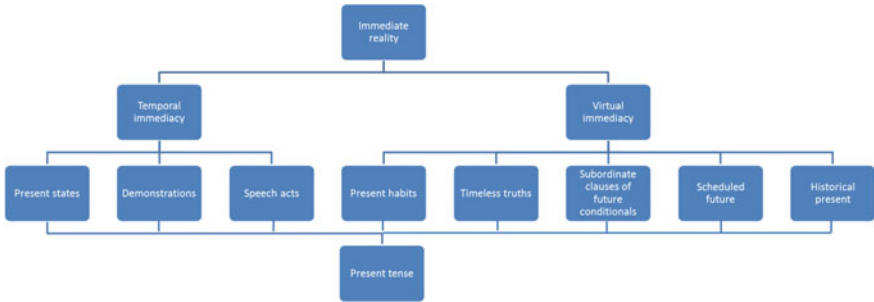 Immediate
reality
Temporal
immediacy
Virtual
immediacy
Present states
Demonstrations
Speech acts
Present habits
Timeless truths
Subordinate
clauses of
future
conditionals
Scheduled
future
Historical
present
Present tense